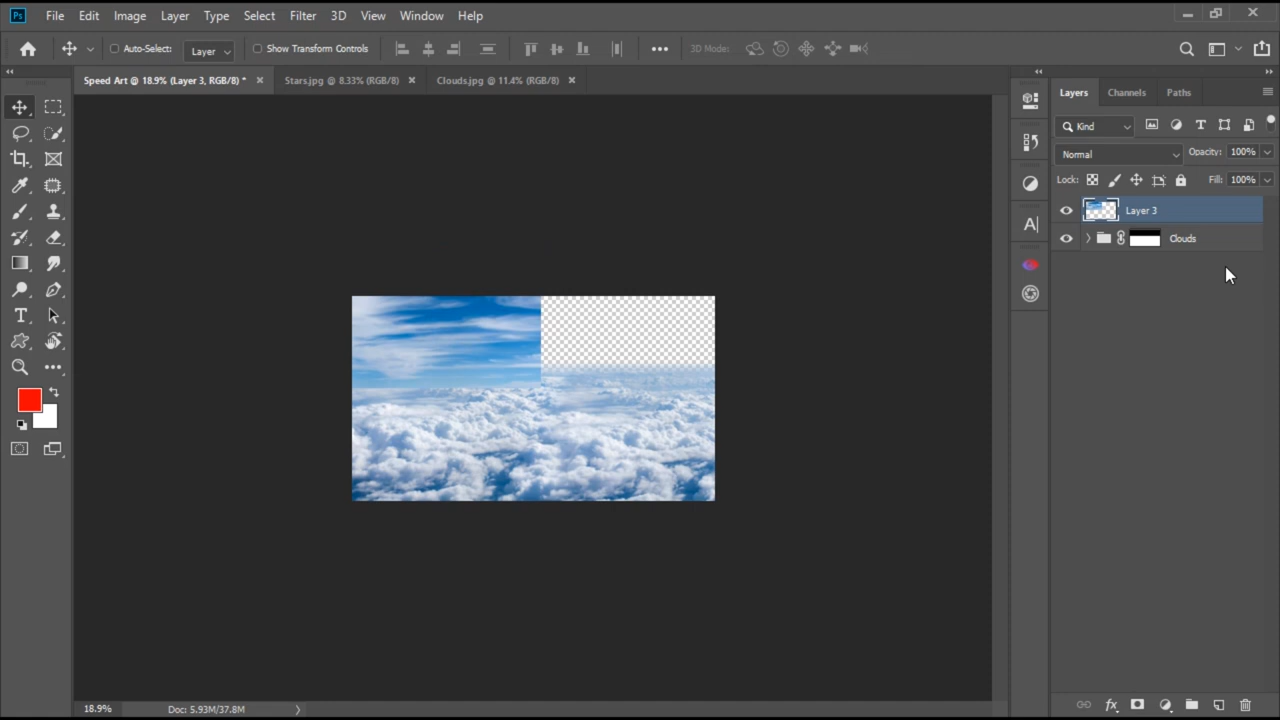 Ps File Edit Image Layer Type Select Filter 3D View Window Help
Auto-Select: Layer Show Transform Controls 3D Mode:
Speed Art @ 18.9% (Layer 3, RGB/8) * Stars.jpg @ 8.33% (RGB/8) Clouds.jpg @ 11.4% (RGB/8)
Layers Channels Paths
Kind
Normal Opacity: 100%
Lock: Fill: 100%
Layer 3
Clouds
18.9% Doc: 5.93M/37.8M